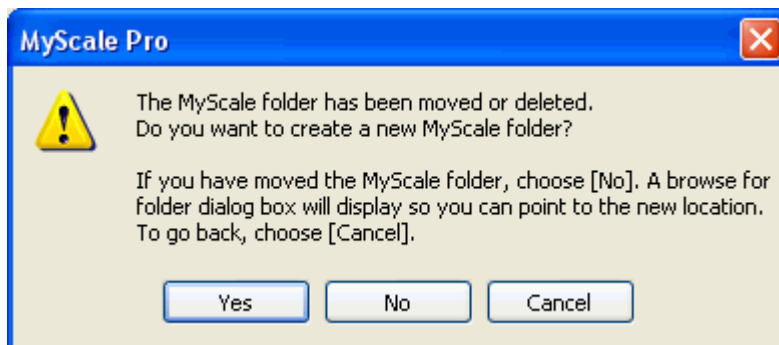 MyScale Pro
The MyScale folder has been moved or deleted.
Do you want to create a new MyScale folder?
If you have moved the MyScale folder, choose [No]. A browse for
folder dialog box will display so you can point to the new location.
To go back, choose [Cancel].
Yes No Cancel